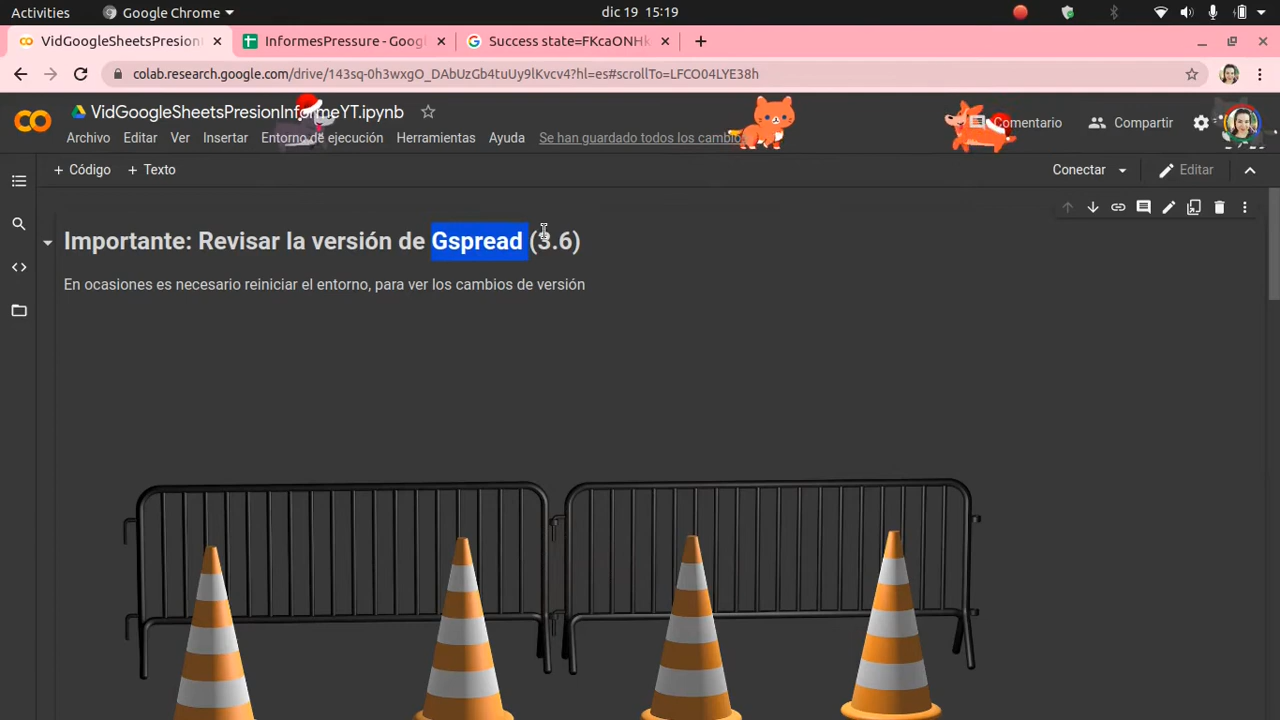 Activities
Google Chrome
dic 19 15:19
VidGoogleSheetsPresion
InformesPressure - Goog
Success state=FKcaONHk
colab.research.google.com/drive/143sq-0h3wxgO_DAbUzGb4tuUy9lKvcv4?hl=es#scrollTo=LFCO04LYE38h
VidGoogleSheetsPresionInformeYT.ipynb
Archivo Editar Ver Insertar Entorno de ejecución Herramientas Ayuda Se han guardado todos los cambio
Comentario
Compartir
+ Código + Texto
Conectar
Editar
Importante: Revisar la versión de Gspread (3.6)
En ocasiones es necesario reiniciar el entorno, para ver los cambios de versión